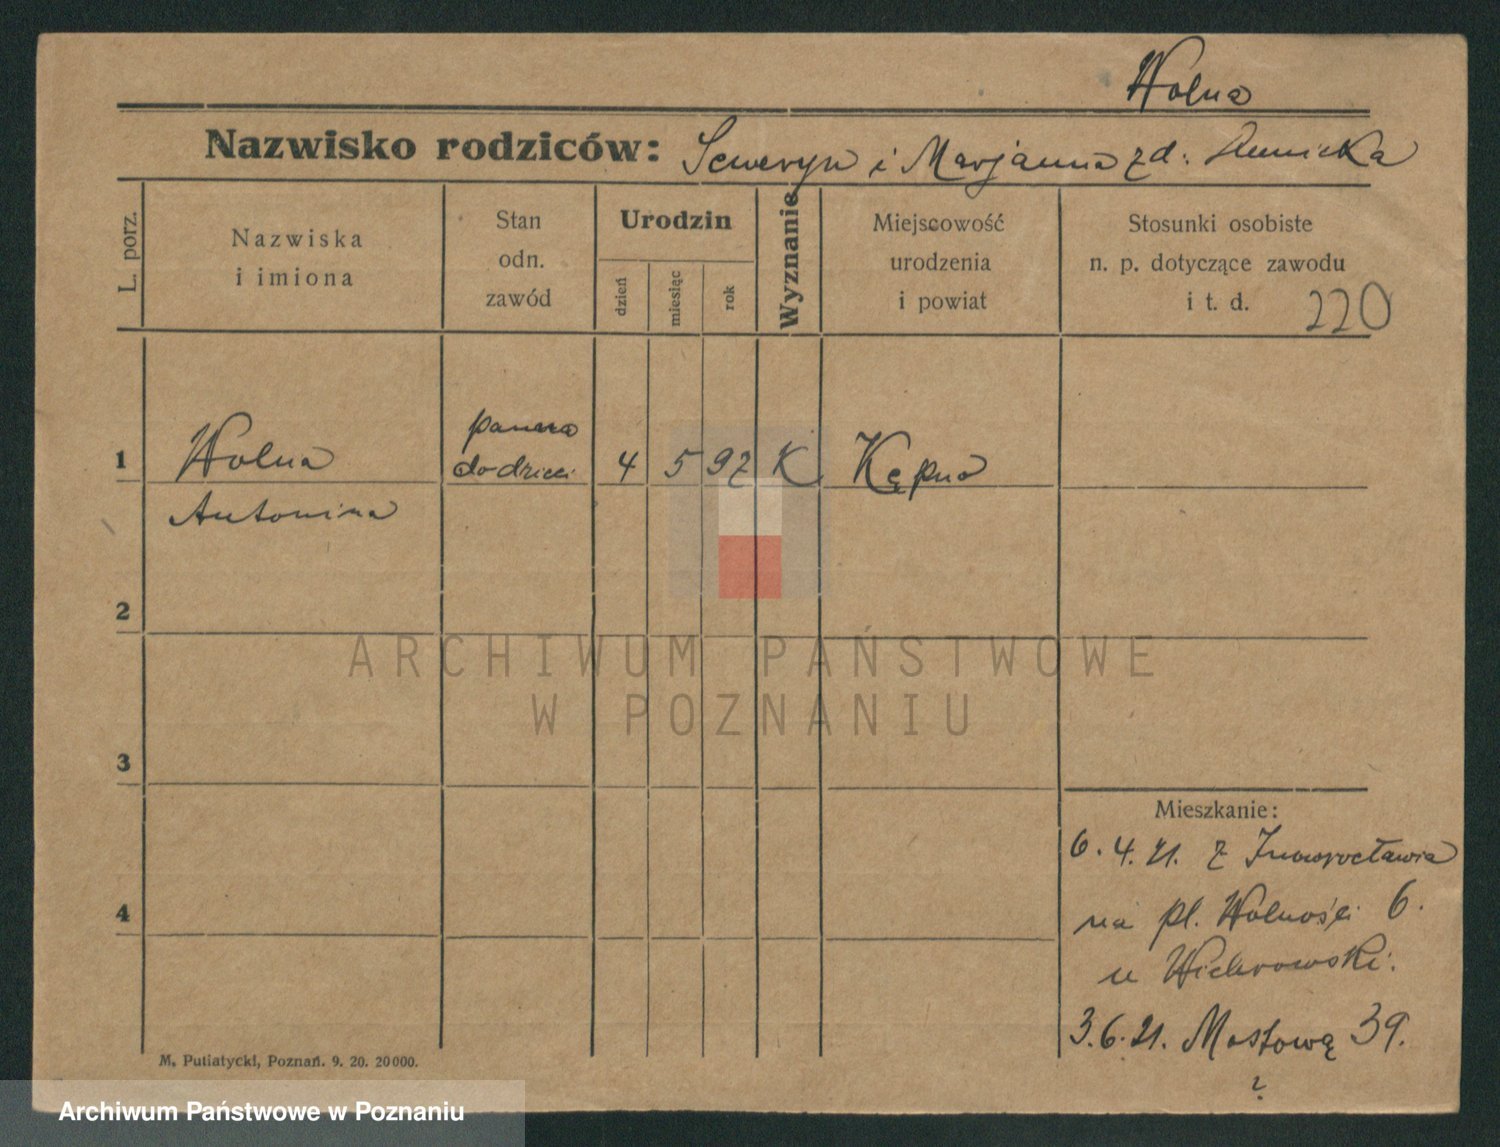 Wolna
Nazwisko rodziców: Seweryn i Marjanna zd:
L. porz.
Nazwiska
i imiona
Stan
odn.
zawód
Urodzin
dzień
miesiąc
rok
Wyznanie
Miejscowość
urodzenia
i powiat
Stosunki osobiste
n. p. dotyczące zawodu
i t. d.
220
1
Wolna
Antonina
panna
do dzieci
4
5
97
K
Kępno
2
3
4
Mieszkanie:
6.4.21. z Inowrocławia
na pl. Wolności 6.
u Wichrowski.
3.6.21. Mostową 39.
?
M. Putiatycki, Poznań. 9. 20. 20000.
ARCHIWUM PAŃSTWOWE
W POZNANIU
Archiwum Państwowe w Poznaniu